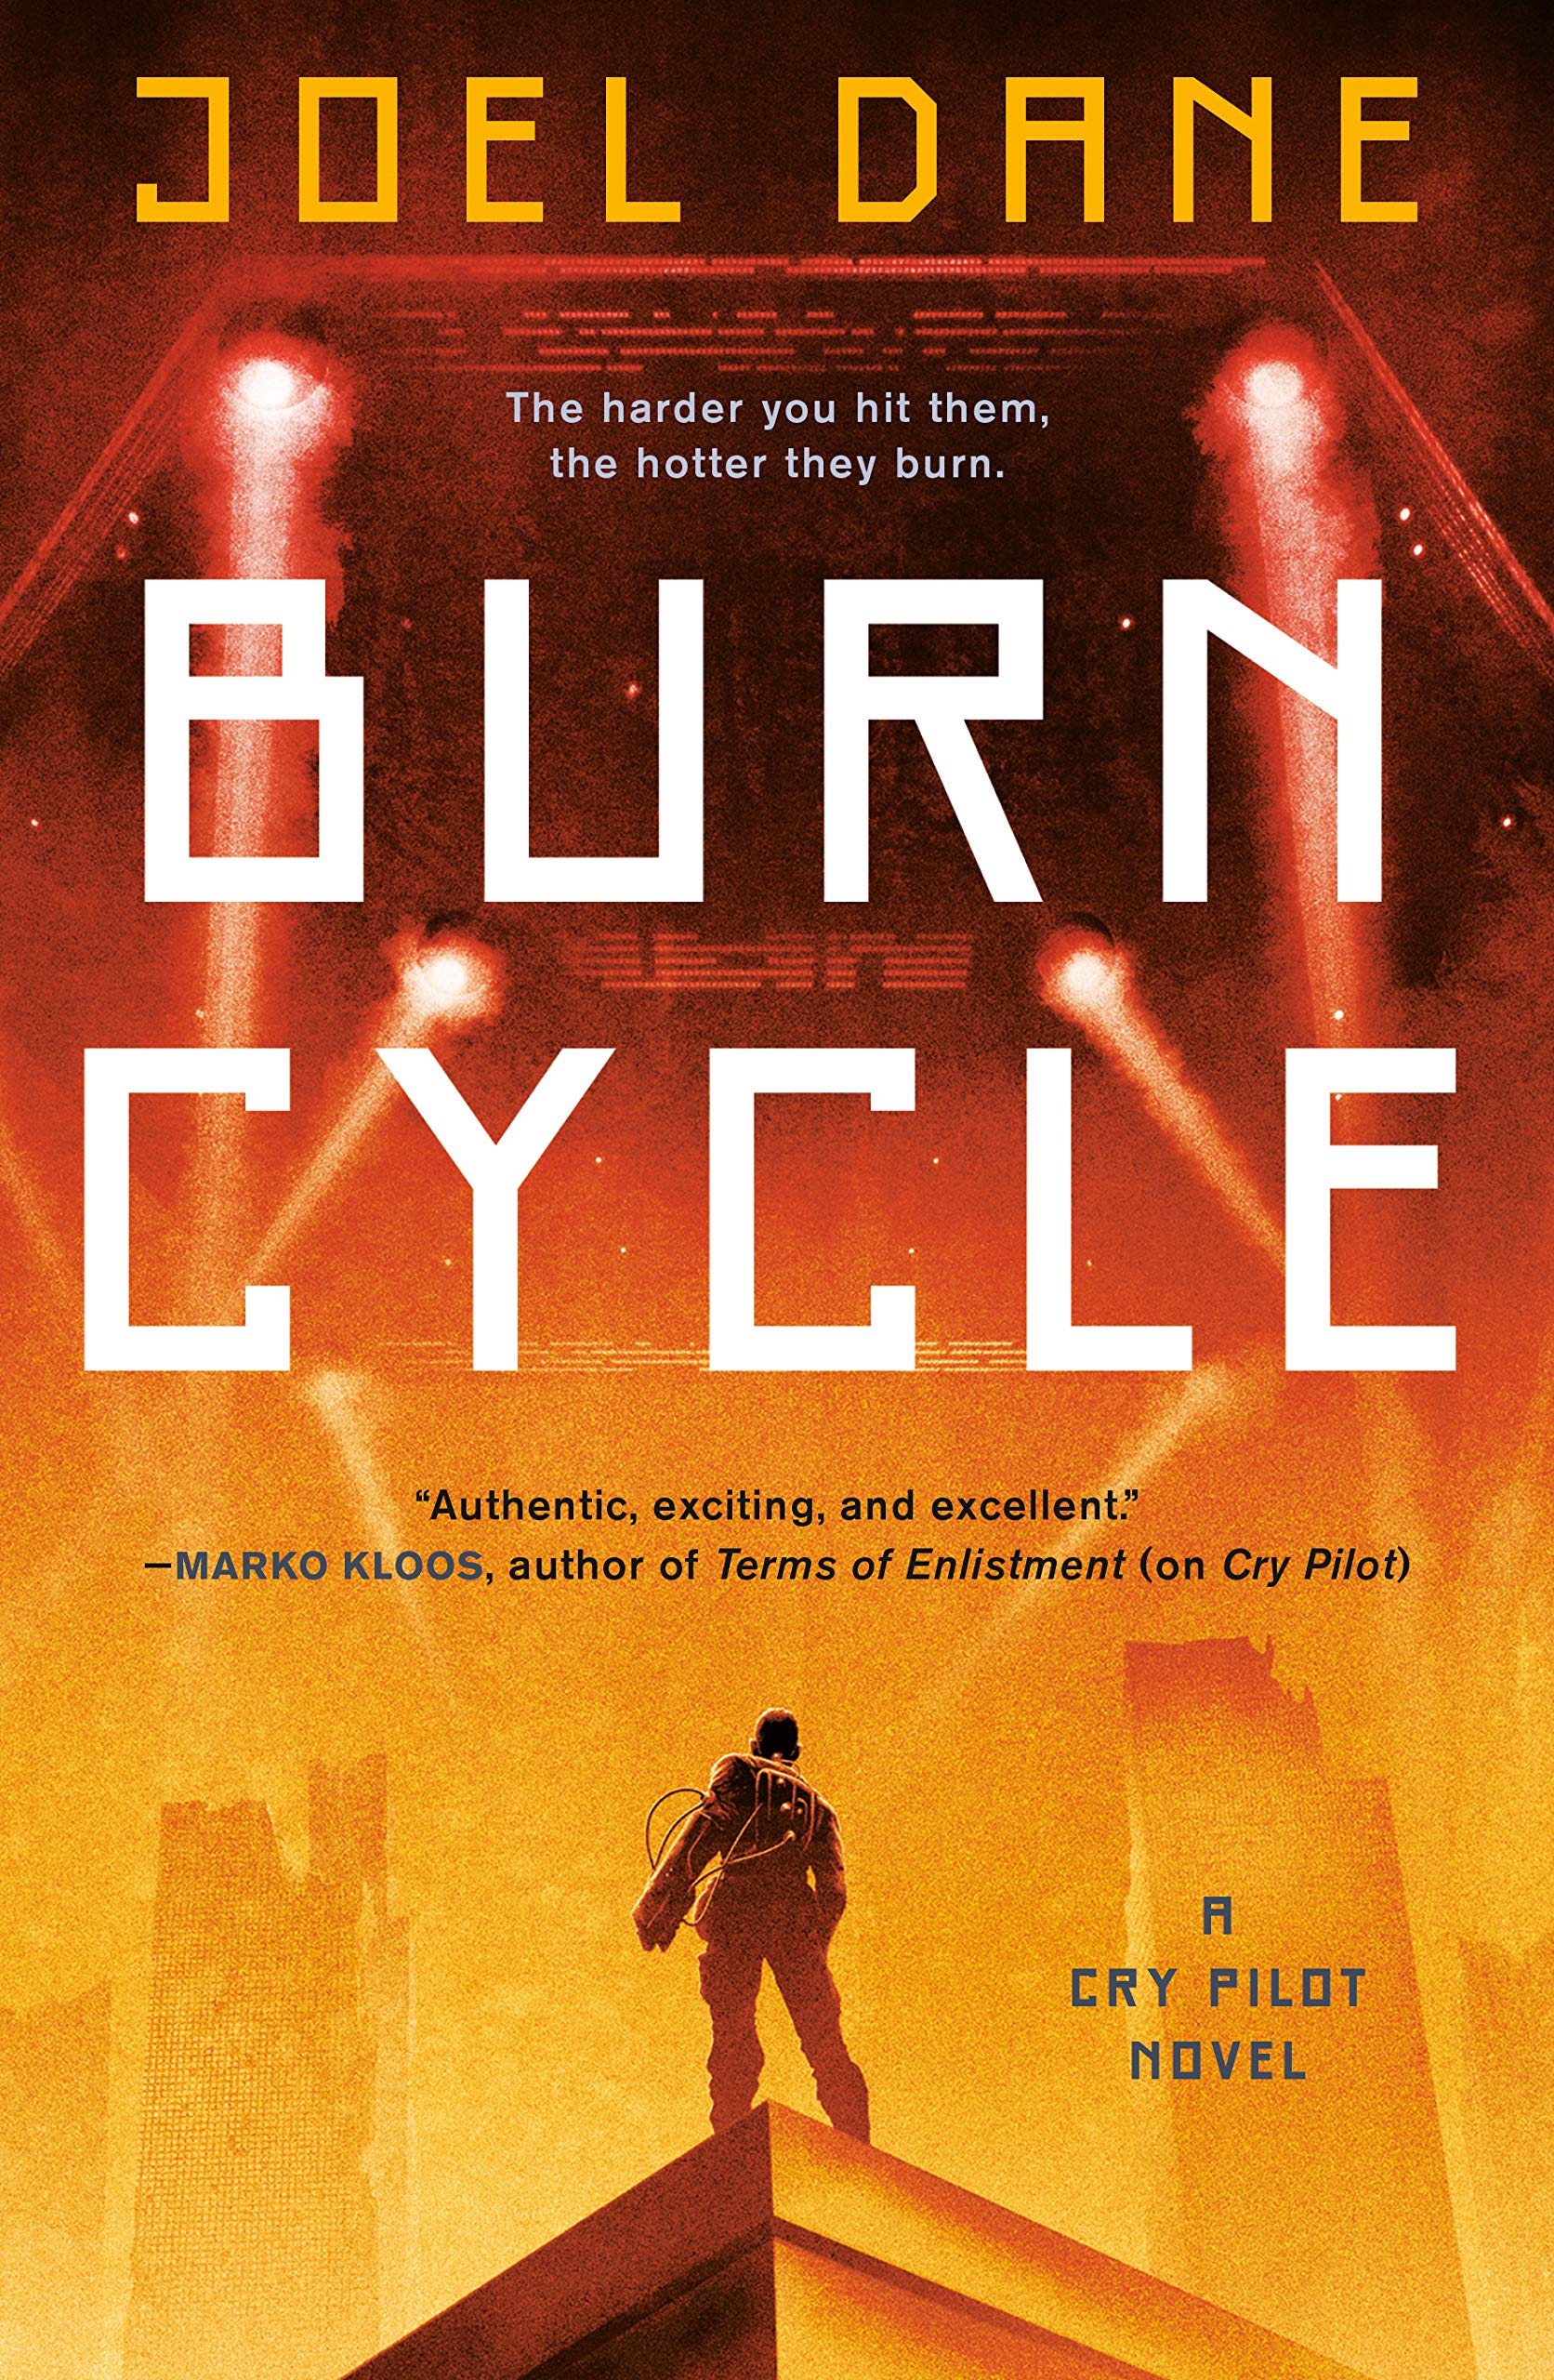 JOEL DANE
The harder you hit them,
the hotter they burn.
BURN
CYCLE
“Authentic, exciting, and excellent.”
—MARKO KLOOS, author of Terms of Enlistment (on Cry Pilot)
A
CRY PILOT
NOVEL